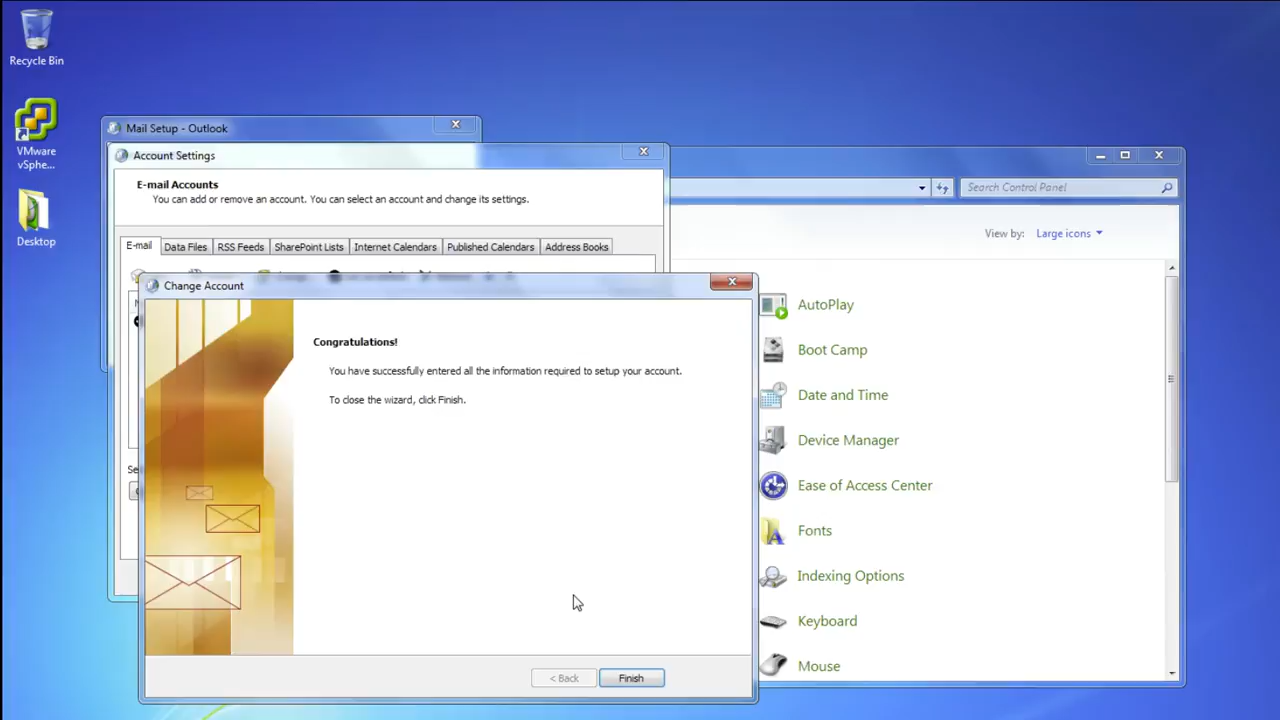 Recycle Bin
VMware
vSphe...
Desktop
Mail Setup - Outlook
Account Settings
E-mail Accounts
You can add or remove an account. You can select an account and change its settings.
E-mail Data Files RSS Feeds SharePoint Lists Internet Calendars Published Calendars Address Books
Change Account
Congratulations!
You have successfully entered all the information required to setup your account.
To close the wizard, click Finish.
< Back Finish
Search Control Panel
View by: Large icons
AutoPlay
Boot Camp
Date and Time
Device Manager
Ease of Access Center
Fonts
Indexing Options
Keyboard
Mouse